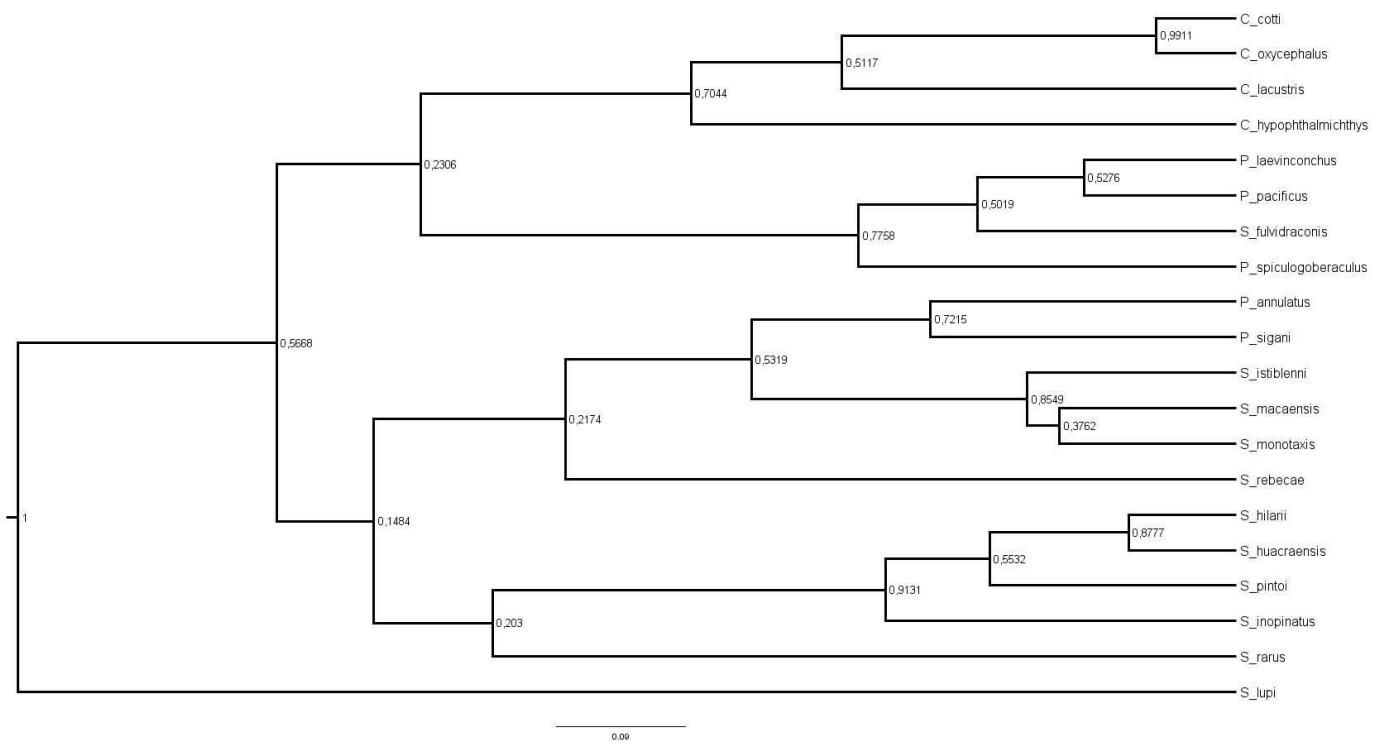 C_cotti
0,9911
C_oxycephalus
0,5117
C_lacustris
0,7044
C_hypophthalmichthys
0,2306
P_laevinconchus
0,5276
P_pacificus
0,5019
S_fulvidraconis
0,7758
P_spiculogoberaculus
0,5668
P_annulatus
0,7215
P_sigani
0,5319
S_istiblenni
0,8549
S_macaensis
0,3762
S_monotaxis
0,2174
S_rebecae
0,1484
1
S_hilarii
0,8777
S_huacraensis
0,5532
S_pintoi
0,9131
S_inopinatus
0,203
S_rarus
S_lupi
0.09